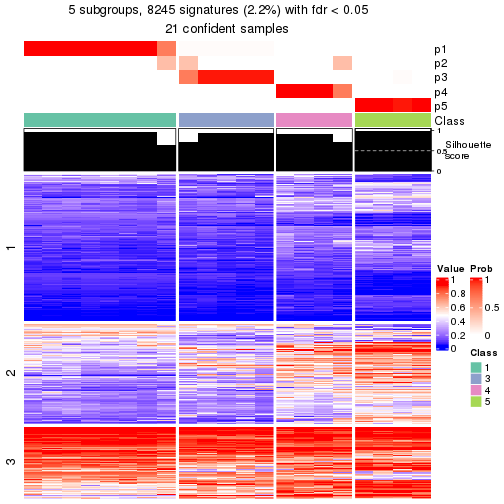 5 subgroups, 8245 signatures (2.2%) with fdr < 0.05
21 confident samples
p1
p2
p3
p4
p5
Class
1
0.5
0
Silhouette
score
1
2
3
Value
1
0.8
0.6
0.4
0.2
0
Prob
1
0.5
0
Class
1
3
4
5